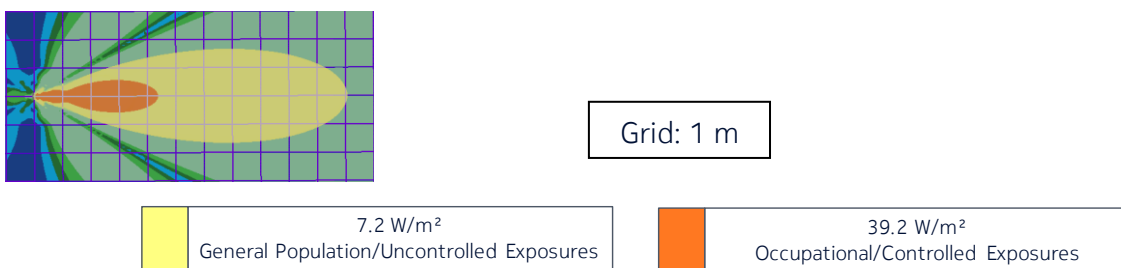 Grid: 1 m
7.2 W/m²
General Population/Uncontrolled Exposures
39.2 W/m²
Occupational/Controlled Exposures